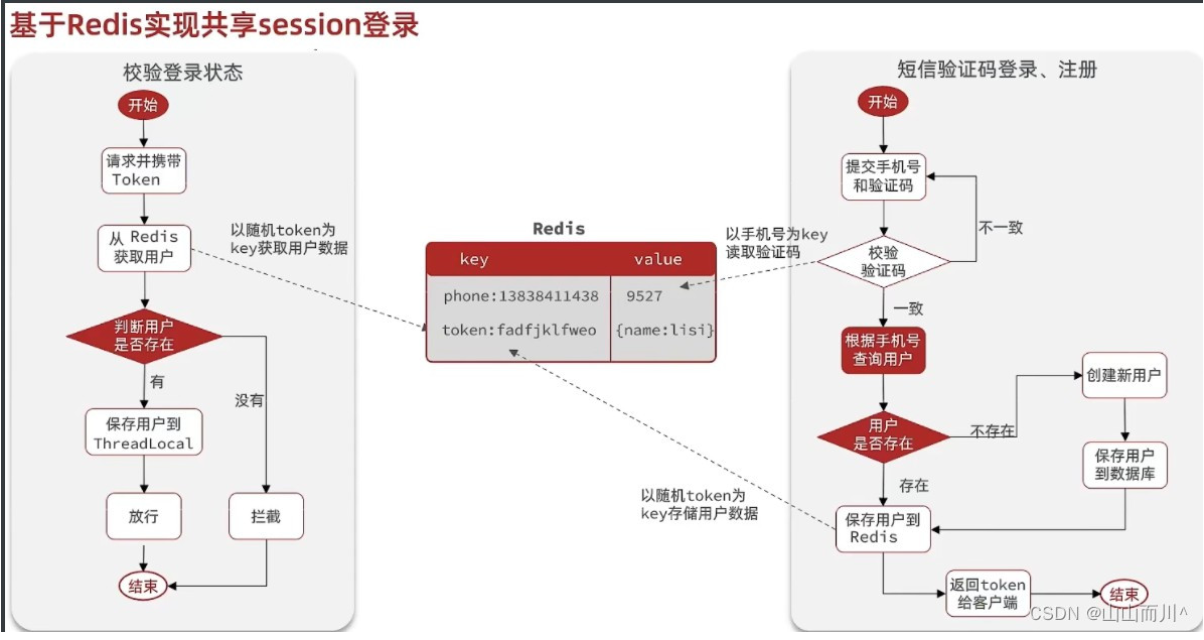 基于Redis实现共享session登录
校验登录状态
开始
请求并携带
Token
从 Redis
获取用户
以随机token为
key获取用户数据
判断用户
是否存在
有
没有
保存用户到
ThreadLocal
放行
拦截
结束
Redis
key value
phone:13838411438 9527
token:fadfjklfweo {name:lisi}
以手机号为key
读取验证码
以随机token为
key存储用户数据
短信验证码登录、注册
开始
提交手机号
和验证码
不一致
校验
验证码
一致
根据手机号
查询用户
用户
是否存在
不存在
创建新用户
保存用户
到数据库
存在
保存用户到
Redis
返回token
给客户端
结束
CSDN @山山而川^